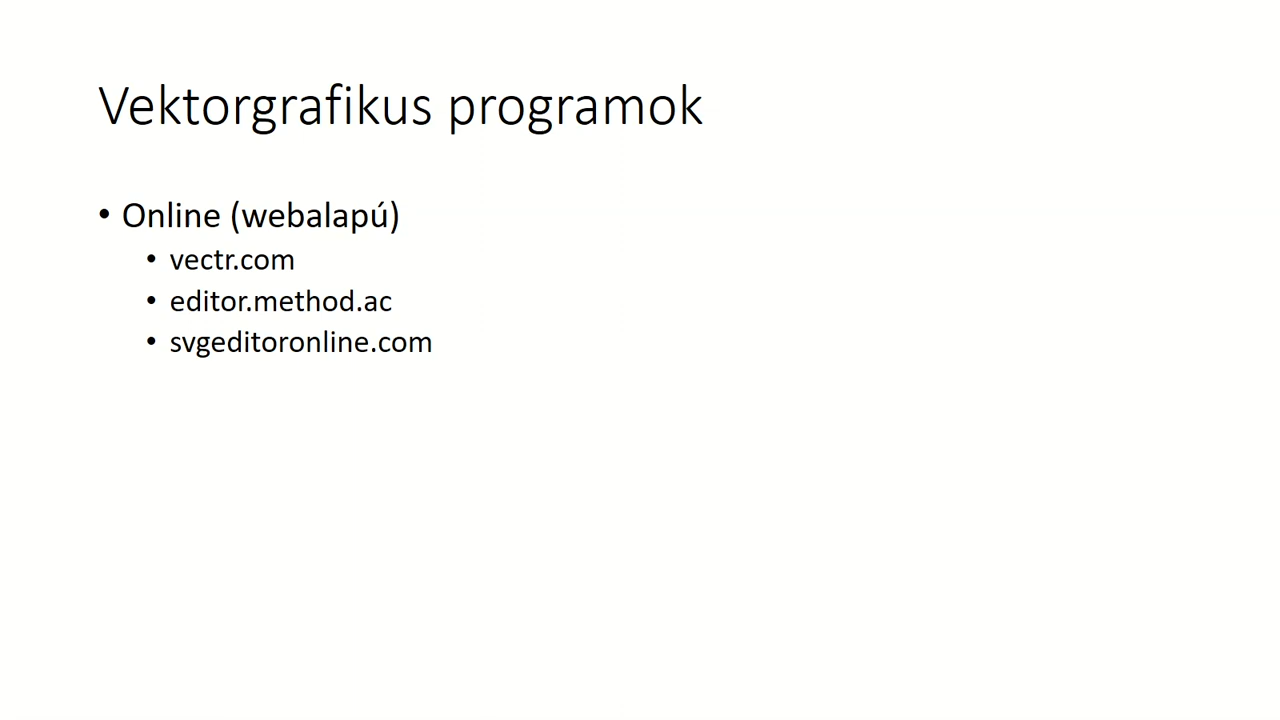 Vektorgrafikus programok
• Online (webalapú)
• vectr.com
• editor.method.ac
• svgeditoronline.com